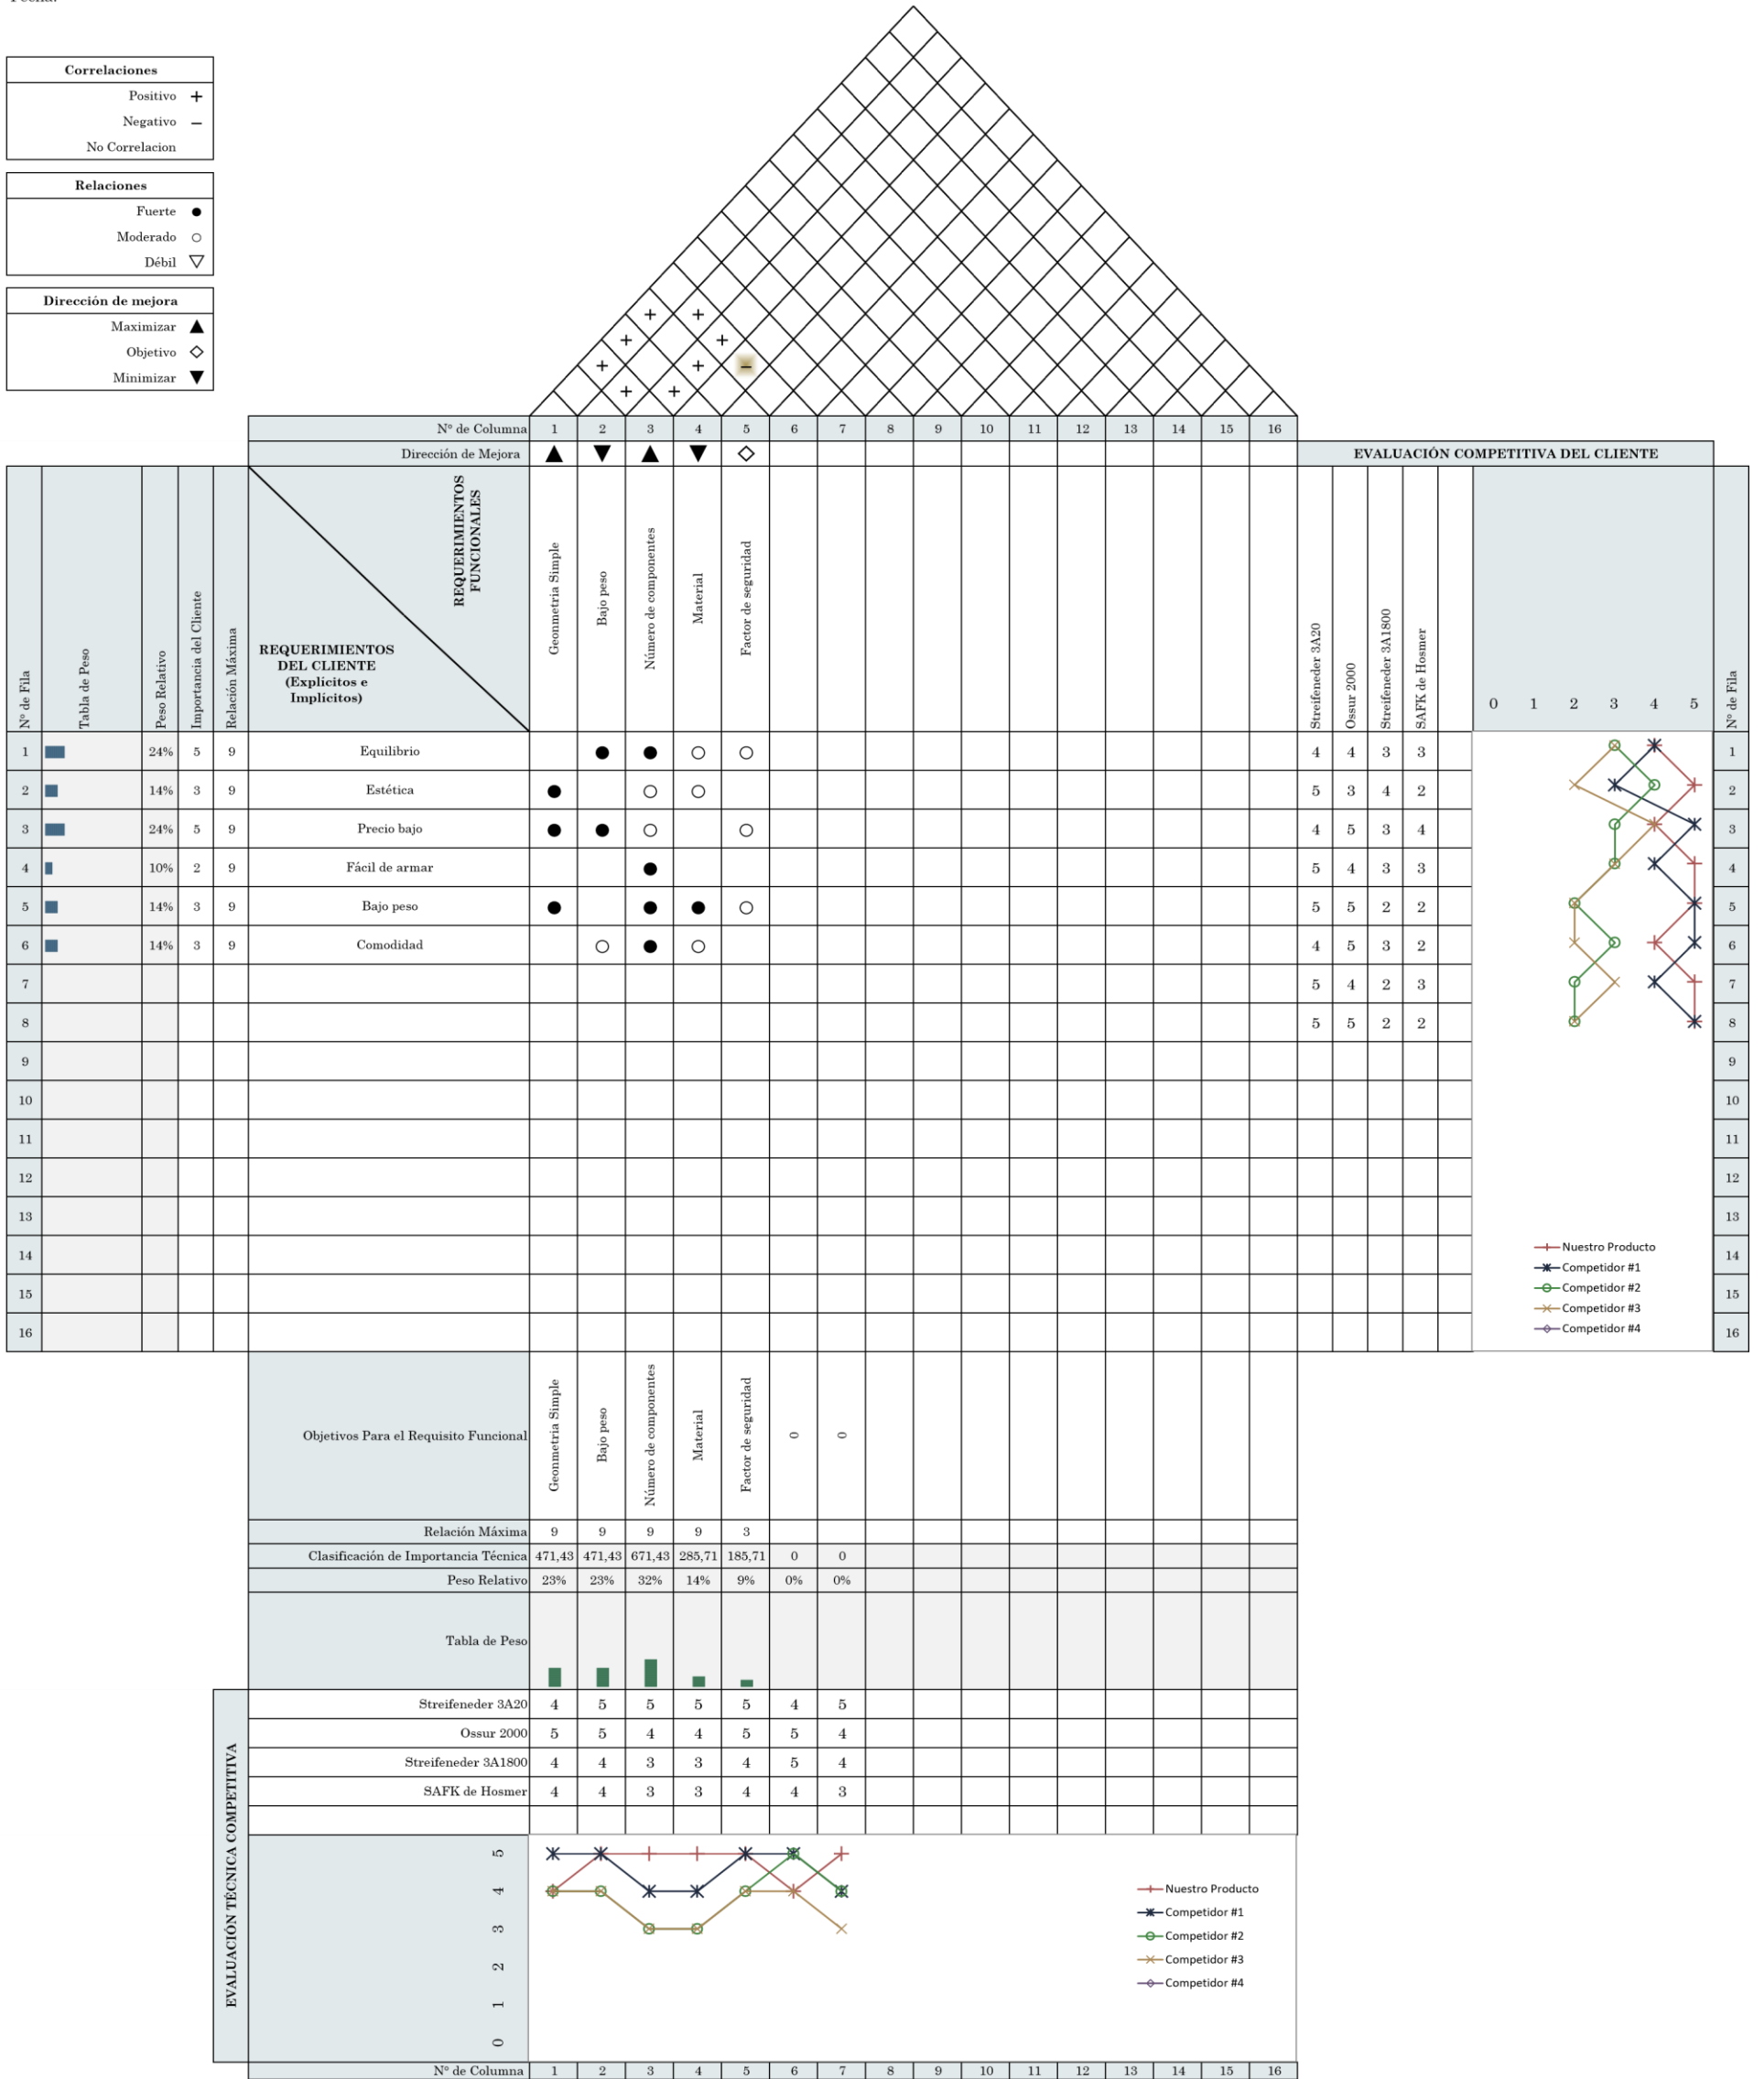 Correlaciones
Positivo +
Negativo −
No Correlacion
Relaciones
Fuerte ●
Moderado ○
Débil ▽
Dirección de mejora
Maximizar ▲
Objetivo ◇
Minimizar ▼
+ +
+ +
+ + −
+ +
Nº de Columna 1 2 3 4 5 6 7 8 9 10 11 12 13 14 15 16
Dirección de Mejora ▲ ▼ ▲ ▼ ◇
EVALUACIÓN COMPETITIVA DEL CLIENTE
Nº de Fila
Tabla de Peso
Peso Relativo
Importancia del Cliente
Relación Máxima
REQUERIMIENTOS
FUNCIONALES
REQUERIMIENTOS
DEL CLIENTE
(Explícitos e
Implícitos)
Geonmetria Simple
Bajo peso
Número de componentes
Material
Factor de seguridad
Streifeneder 3A20
Ossur 2000
Streifeneder 3A1800
SAFK de Hosmer
0 1 2 3 4 5
Nº de Fila
1 24% 5 9 Equilibrio ● ● ○ ○ 4 4 3 3 1
2 14% 3 9 Estética ● ○ ○ 5 3 4 2 2
3 24% 5 9 Precio bajo ● ● ○ ○ 4 5 3 4 3
4 10% 2 9 Fácil de armar ● 5 4 3 3 4
5 14% 3 9 Bajo peso ● ● ● ○ 5 5 2 2 5
6 14% 3 9 Comodidad ○ ● ○ 4 5 3 2 6
7 5 4 2 3 7
8 5 5 2 2 8
9 9
10 10
11 11
12 12
13 13
14 14
15 15
16 16
Nuestro Producto
Competidor #1
Competidor #2
Competidor #3
Competidor #4
Objetivos Para el Requisito Funcional
Geonmetria Simple
Bajo peso
Número de componentes
Material
Factor de seguridad
0
0
Relación Máxima 9 9 9 9 3
Clasificación de Importancia Técnica 471,43 471,43 671,43 285,71 185,71 0 0
Peso Relativo 23% 23% 32% 14% 9% 0% 0%
Tabla de Peso
EVALUACIÓN TÉCNICA COMPETITIVA
Streifeneder 3A20 4 5 5 5 5 4 5
Ossur 2000 5 5 4 4 5 5 4
Streifeneder 3A1800 4 4 3 3 4 5 4
SAFK de Hosmer 4 4 3 3 4 4 3
5
4
3
2
1
0
Nuestro Producto
Competidor #1
Competidor #2
Competidor #3
Competidor #4
Nº de Columna 1 2 3 4 5 6 7 8 9 10 11 12 13 14 15 16